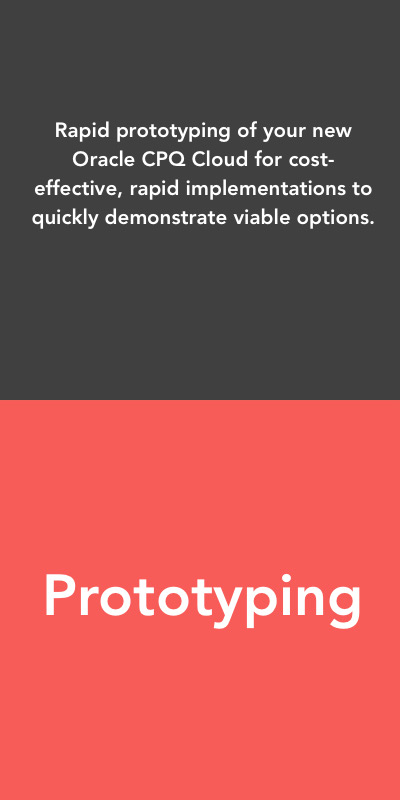 Rapid prototyping of your new
Oracle CPQ Cloud for cost-
effective, rapid implementations to
quickly demonstrate viable options.
Prototyping